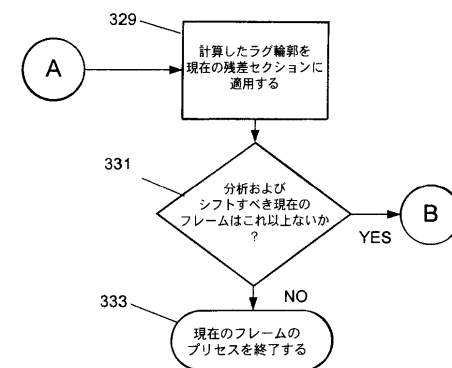 329
計算したラグ輪郭を
現在の残差セクションに
適用する
A
331
分析および
シフトすべき現在の
フレームはこれ以上ないか
?
YES
B
NO
333
現在のフレームの
プリセスを終了する